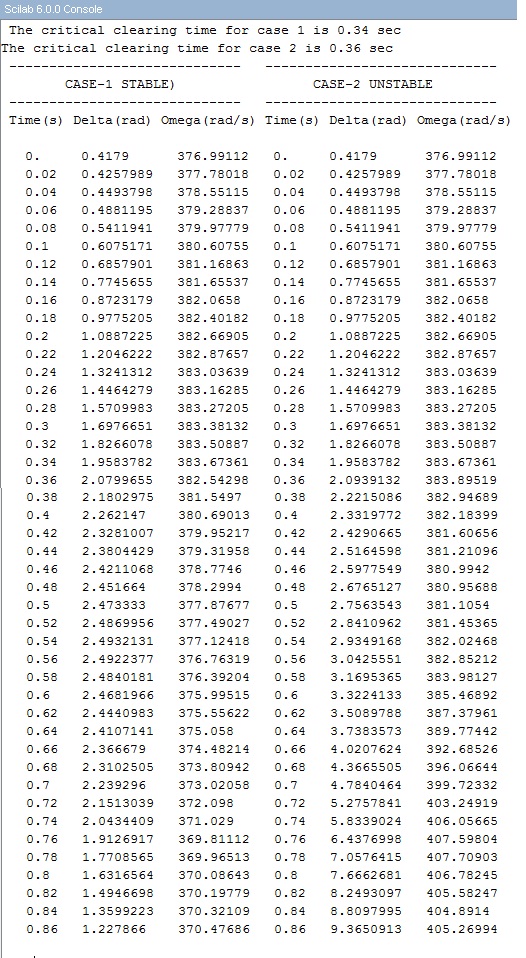 Scilab 6.0.0 Console
The critical clearing time for case 1 is 0.34 sec
The critical clearing time for case 2 is 0.36 sec
------------------------------ ------------------------------
CASE-1 STABLE) CASE-2 UNSTABLE
------------------------------ ------------------------------
Time(s) Delta(rad) Omega(rad/s) Time(s) Delta(rad) Omega(rad/s)
0. 0.4179 376.99112 0. 0.4179 376.99112
0.02 0.4257989 377.78018 0.02 0.4257989 377.78018
0.04 0.4493798 378.55115 0.04 0.4493798 378.55115
0.06 0.4881195 379.28837 0.06 0.4881195 379.28837
0.08 0.5411941 379.97779 0.08 0.5411941 379.97779
0.1 0.6075171 380.60755 0.1 0.6075171 380.60755
0.12 0.6857901 381.16863 0.12 0.6857901 381.16863
0.14 0.7745655 381.65537 0.14 0.7745655 381.65537
0.16 0.8723179 382.0658 0.16 0.8723179 382.0658
0.18 0.9775205 382.40182 0.18 0.9775205 382.40182
0.2 1.0887225 382.66905 0.2 1.0887225 382.66905
0.22 1.2046222 382.87657 0.22 1.2046222 382.87657
0.24 1.3241312 383.03639 0.24 1.3241312 383.03639
0.26 1.4464279 383.16285 0.26 1.4464279 383.16285
0.28 1.5709983 383.27205 0.28 1.5709983 383.27205
0.3 1.6976651 383.38132 0.3 1.6976651 383.38132
0.32 1.8266078 383.50887 0.32 1.8266078 383.50887
0.34 1.9583782 383.67361 0.34 1.9583782 383.67361
0.36 2.0799655 382.54298 0.36 2.0939132 383.89519
0.38 2.1802975 381.5497 0.38 2.2215086 382.94689
0.4 2.262147 380.69013 0.4 2.3319772 382.18399
0.42 2.3281007 379.95217 0.42 2.4290665 381.60656
0.44 2.3804429 379.31958 0.44 2.5164598 381.21096
0.46 2.4211068 378.7746 0.46 2.5977549 380.9942
0.48 2.451664 378.2994 0.48 2.6765127 380.95688
0.5 2.473333 377.87677 0.5 2.7563543 381.1054
0.52 2.4869956 377.49027 0.52 2.8410962 381.45365
0.54 2.4932131 377.12418 0.54 2.9349168 382.02468
0.56 2.4922377 376.76319 0.56 3.0425551 382.85212
0.58 2.4840181 376.39204 0.58 3.1695365 383.98127
0.6 2.4681966 375.99515 0.6 3.3224133 385.46892
0.62 2.4440983 375.55622 0.62 3.5089788 387.37961
0.64 2.4107141 375.058 0.64 3.7383573 389.77442
0.66 2.366679 374.48214 0.66 4.0207624 392.68526
0.68 2.3102505 373.80942 0.68 4.3665505 396.06644
0.7 2.239296 373.02058 0.7 4.7840464 399.72332
0.72 2.1513039 372.098 0.72 5.2757841 403.24919
0.74 2.0434409 371.029 0.74 5.8339024 406.05665
0.76 1.9126917 369.81112 0.76 6.4376998 407.59804
0.78 1.7708565 369.96513 0.78 7.0576415 407.70903
0.8 1.6316564 370.08643 0.8 7.6662681 406.78245
0.82 1.4946698 370.19779 0.82 8.2493097 405.58247
0.84 1.3599223 370.32109 0.84 8.8097995 404.8914
0.86 1.227866 370.47686 0.86 9.3650913 405.26994